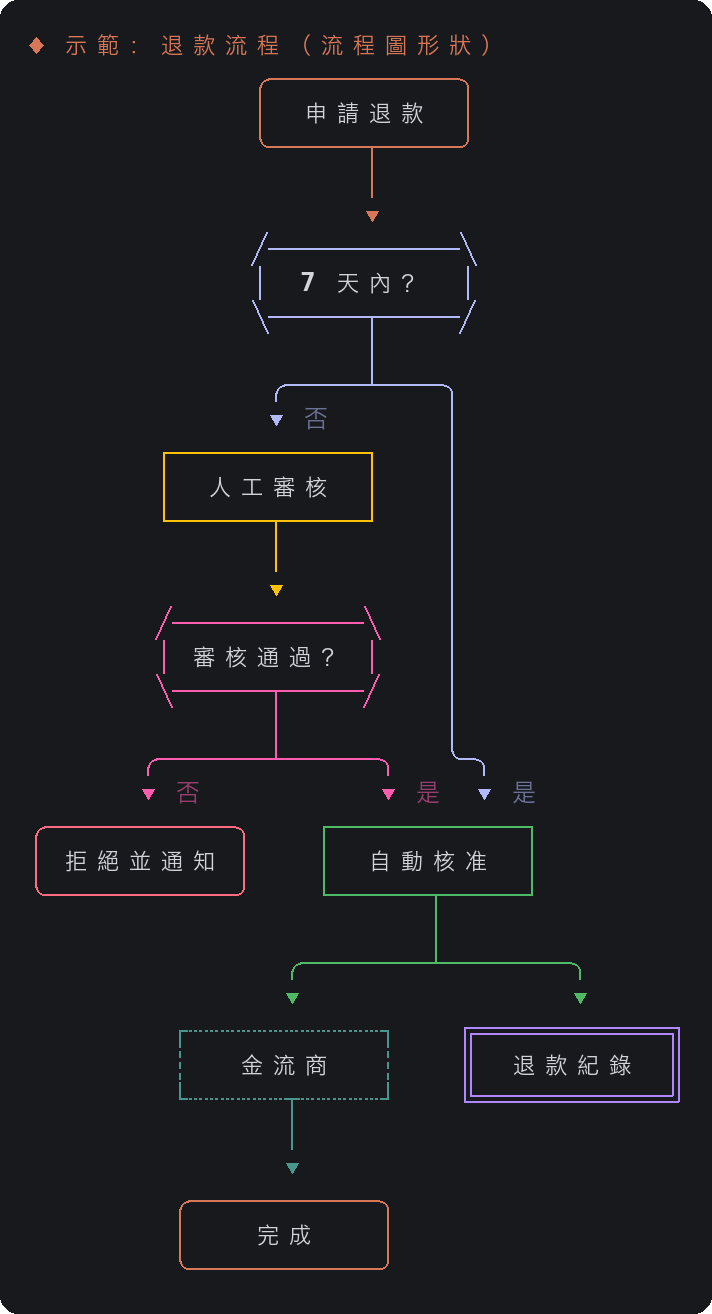 ◆ 示範: 退款流程（流程圖形狀）
申請退款
7 天內?
否
人工審核
審核通過?
否 是 是
拒絕並通知 自動核准
金流商 退款紀錄
完成